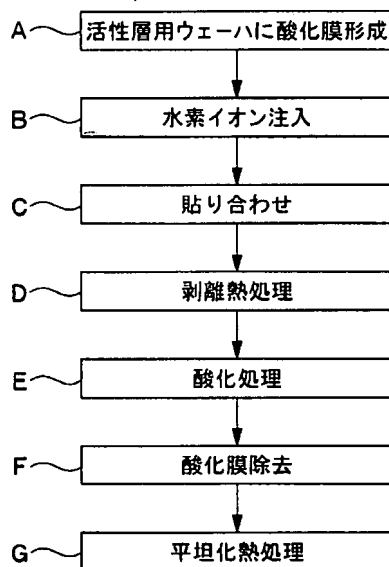 A 活性層用ウェーハに酸化膜形成
B 水素イオン注入
C 貼り合わせ
D 剥離熱処理
E 酸化処理
F 酸化膜除去
G 平坦化熱処理